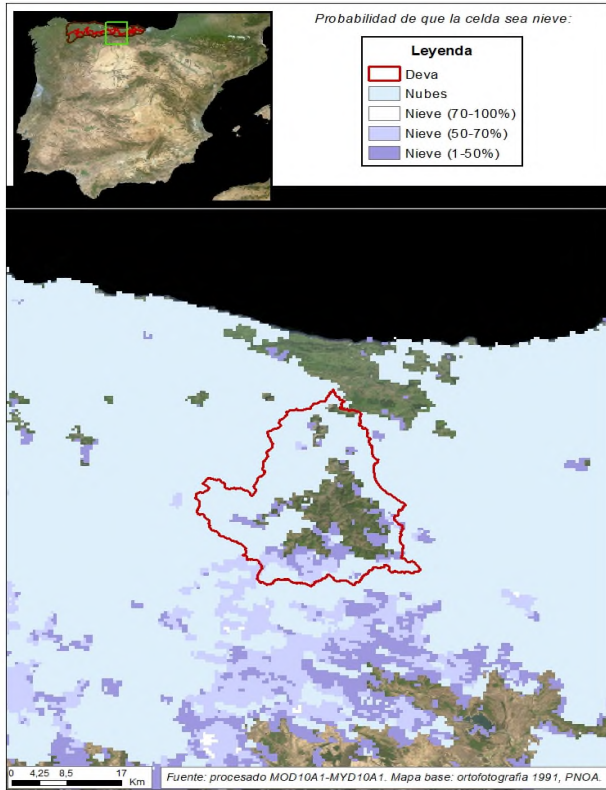 Probabilidad de que la celda sea nieve:
Leyenda
Deva
Nubes
Nieve (70-100%)
Nieve (50-70%)
Nieve (1-50%)
0 4,25 8,5 17
Km
Fuente: procesado MOD10A1-MYD10A1. Mapa base: ortofotografia 1991, PNOA.